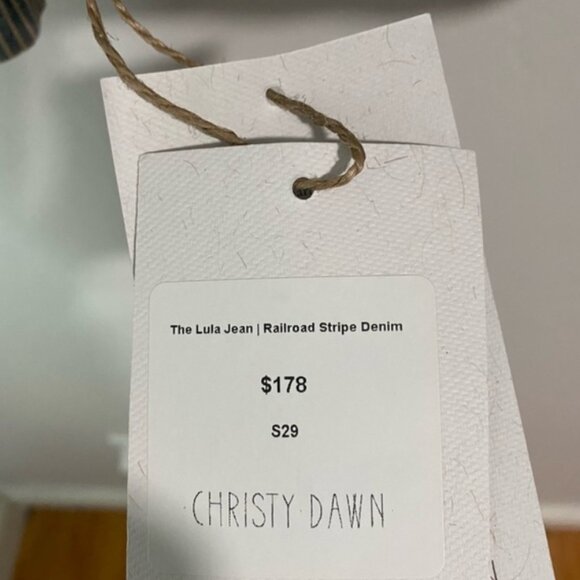 The Lula Jean | Railroad Stripe Denim
$178
S29
CHRISTY DAWN